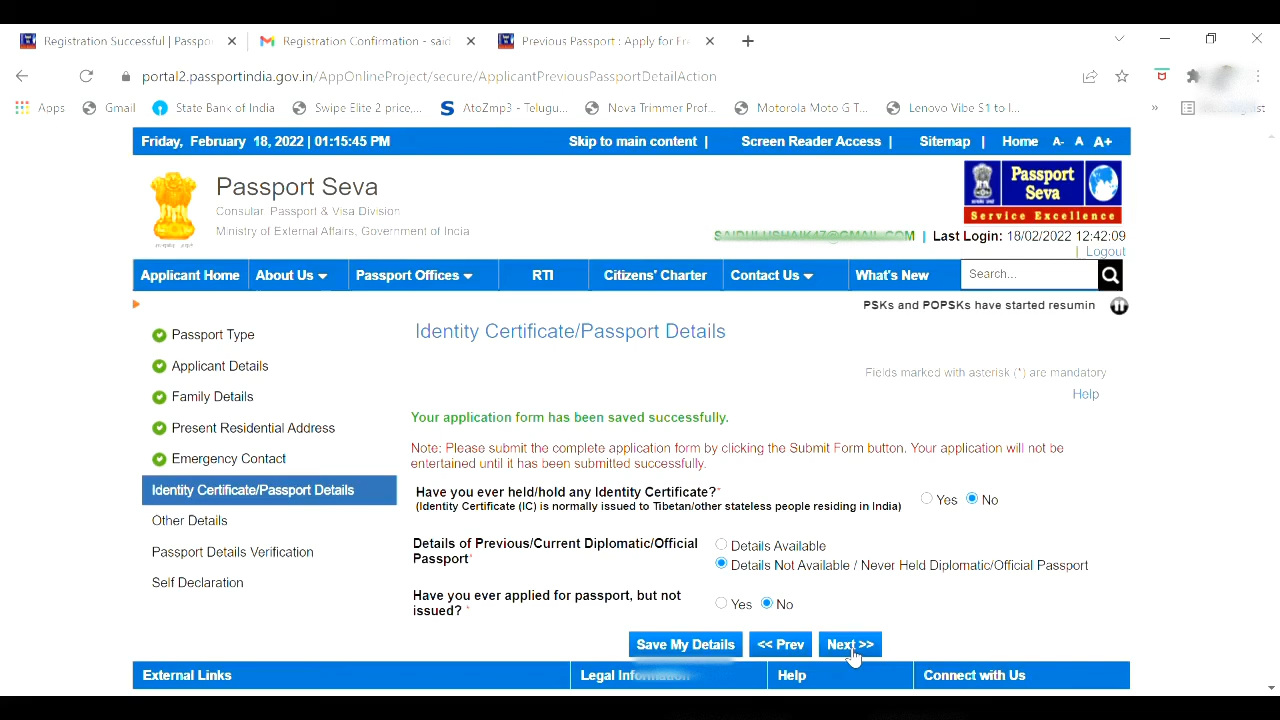 Registration Successful | Passpo
Registration Confirmation - said
Previous Passport : Apply for Fre
portal2.passportindia.gov.in/AppOnlineProject/secure/ApplicantPreviousPassportDetailAction
Apps
Gmail
State Bank of India
Swipe Elite 2 price,...
AtoZmp3 - Telugu...
Nova Trimmer Prof...
Motorola Moto G T...
Lenovo Vibe S1 to l...
»
Friday, February 18, 2022 | 01:15:45 PM
Skip to main content |
Screen Reader Access |
Sitemap |
Home A- A A+
Passport Seva
Consular, Passport & Visa Division
Ministry of External Affairs, Government of India
Passport
Seva
Service Excellence
| Last Login: 18/02/2022 12:42:09
| Logout
Applicant Home
About Us
Passport Offices
RTI
Citizens' Charter
Contact Us
What's New
Search...
PSKs and POPSKs have started resumin
Passport Type
Applicant Details
Family Details
Present Residential Address
Emergency Contact
Identity Certificate/Passport Details
Other Details
Passport Details Verification
Self Declaration
Identity Certificate/Passport Details
Fields marked with asterisk (*) are mandatory
Help
Your application form has been saved successfully.
Note: Please submit the complete application form by clicking the Submit Form button. Your application will not be
entertained until it has been submitted successfully.
Have you ever held/hold any Identity Certificate?*
(Identity Certificate (IC) is normally issued to Tibetan/other stateless people residing in India)
Yes No
Details of Previous/Current Diplomatic/Official
Passport*
Details Available
Details Not Available / Never Held Diplomatic/Official Passport
Have you ever applied for passport, but not
issued? *
Yes No
Save My Details
<< Prev
Next >>
External Links
Legal Information
Help
Connect with Us